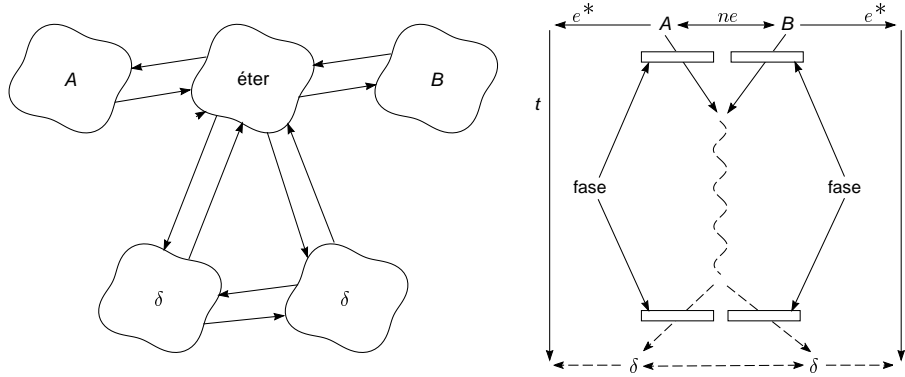 A
éter
B
δ
δ
e* A ne B e*
t
fase fase
δ δ